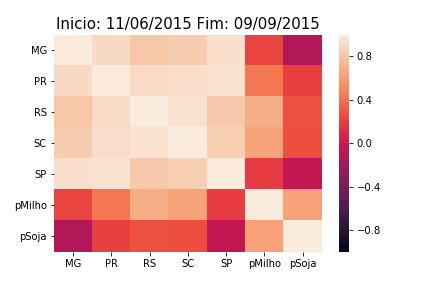 Inicio: 11/06/2015 Fim: 09/09/2015
MG
PR
RS
SC
SP
pMilho
pSoja
MG PR RS SC SP pMilho pSoja
0.8
0.4
0.0
−0.4
−0.8